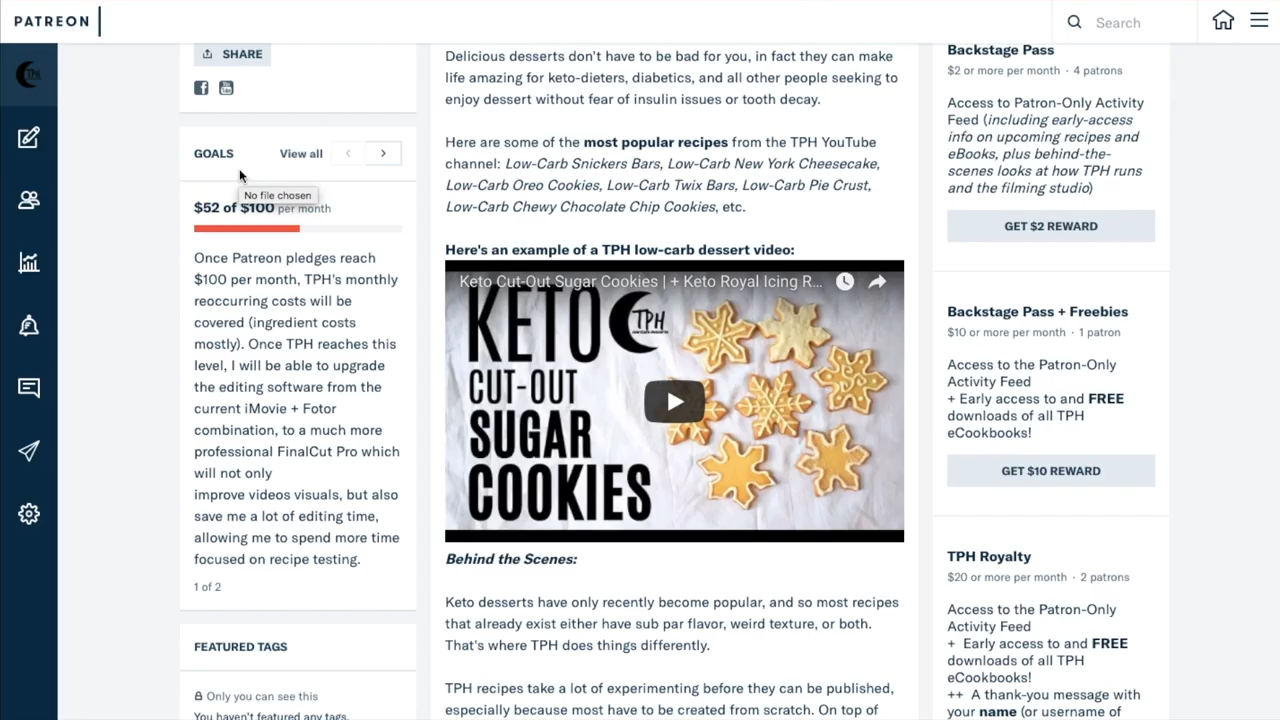 PATREON
Search
TPH
SHARE
GOALS
View all
No file chosen
$52 of $100 per month
Once Patreon pledges reach
$100 per month, TPH's monthly
reoccurring costs will be
covered (ingredient costs
mostly). Once TPH reaches this
level, I will be able to upgrade
the editing software from the
current iMovie + Fotor
combination, to a much more
professional FinalCut Pro which
will not only
improve videos visuals, but also
save me a lot of editing time,
allowing me to spend more time
focused on recipe testing.
1 of 2
FEATURED TAGS
Only you can see this
You haven't featured any tags.
Delicious desserts don't have to be bad for you, in fact they can make
life amazing for keto-dieters, diabetics, and all other people seeking to
enjoy dessert without fear of insulin issues or tooth decay.
Here are some of the most popular recipes from the TPH YouTube
channel: Low-Carb Snickers Bars, Low-Carb New York Cheesecake,
Low-Carb Oreo Cookies, Low-Carb Twix Bars, Low-Carb Pie Crust,
Low-Carb Chewy Chocolate Chip Cookies, etc.
Here's an example of a TPH low-carb dessert video:
Keto Cut-Out Sugar Cookies | + Keto Royal Icing R...
KETO
TPH
CUT-OUT
SUGAR
COOKIES
Behind the Scenes:
Keto desserts have only recently become popular, and so most recipes
that already exist either have sub par flavor, weird texture, or both.
That's where TPH does things differently.
TPH recipes take a lot of experimenting before they can be published,
especially because most have to be created from scratch. On top of
Backstage Pass
$2 or more per month · 4 patrons
Access to Patron-Only Activity
Feed (including early-access
info on upcoming recipes and
eBooks, plus behind-the-
scenes looks at how TPH runs
and the filming studio)
GET $2 REWARD
Backstage Pass + Freebies
$10 or more per month · 1 patron
Access to the Patron-Only
Activity Feed
+ Early access to and FREE
downloads of all TPH
eCookbooks!
GET $10 REWARD
TPH Royalty
$20 or more per month · 2 patrons
Access to the Patron-Only
Activity Feed
+ Early access to and FREE
downloads of all TPH
eCookbooks!
++ A thank-you message with
your name (or username of